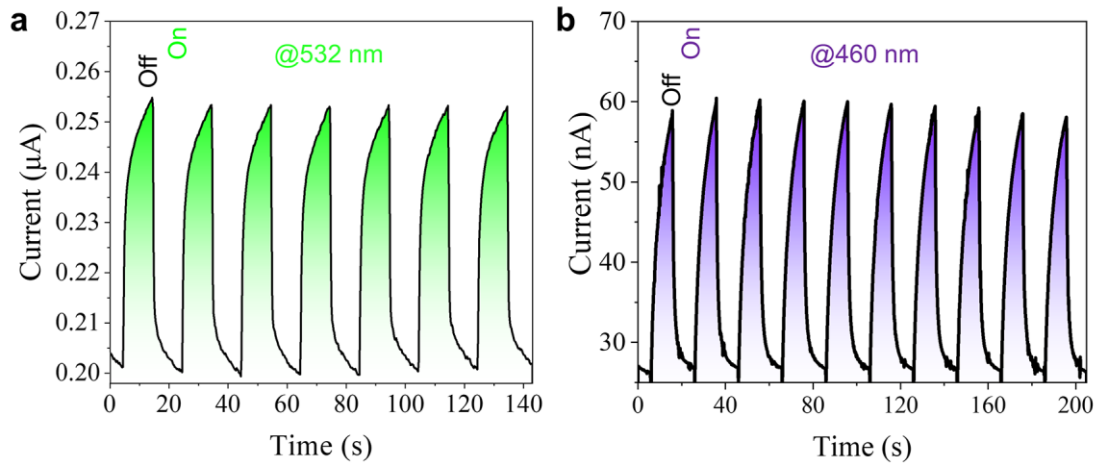 a
Off
On
@532 nm
0.27
0.26
0.25
0.24
0.23
0.22
0.21
0.20
Current (μA)
0 20 40 60 80 100 120 140
Time (s)
b
Off
On
@460 nm
70
60
50
40
30
Current (nA)
0 40 80 120 160 200
Time (s)